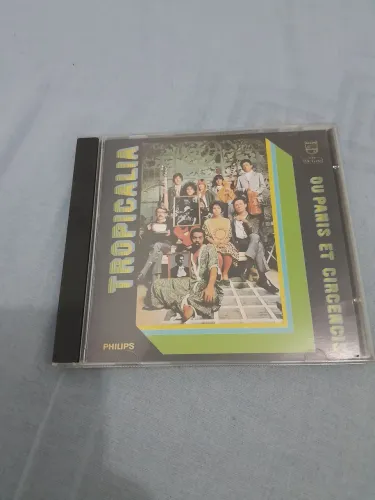 TROPICALIA
OU PANIS ET CIRCENCIS
PHILIPS